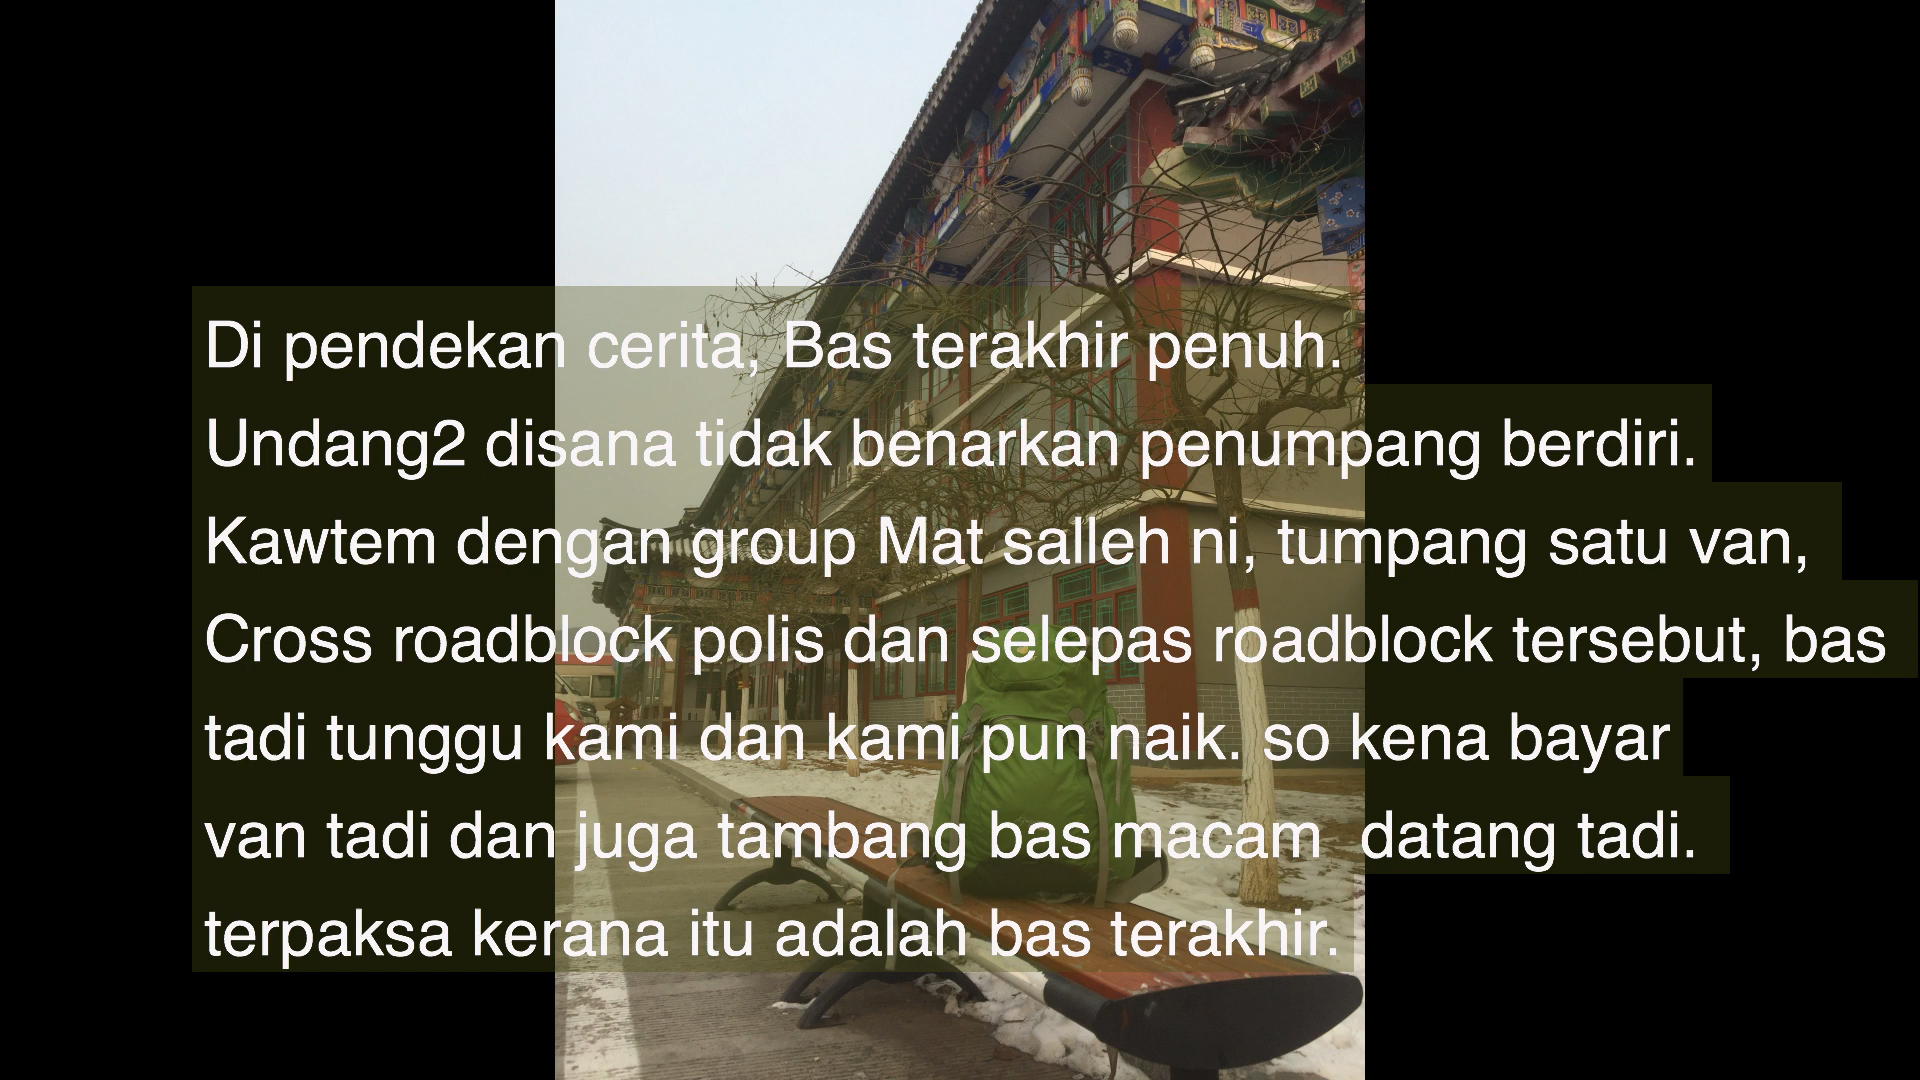 Di pendekan cerita, Bas terakhir penuh.
Undang2 disana tidak benarkan penumpang berdiri.
Kawtem dengan group Mat salleh ni, tumpang satu van,
Cross roadblock polis dan selepas roadblock tersebut, bas
tadi tunggu kami dan kami pun naik. so kena bayar
van tadi dan juga tambang bas macam  datang tadi.
terpaksa kerana itu adalah bas terakhir.